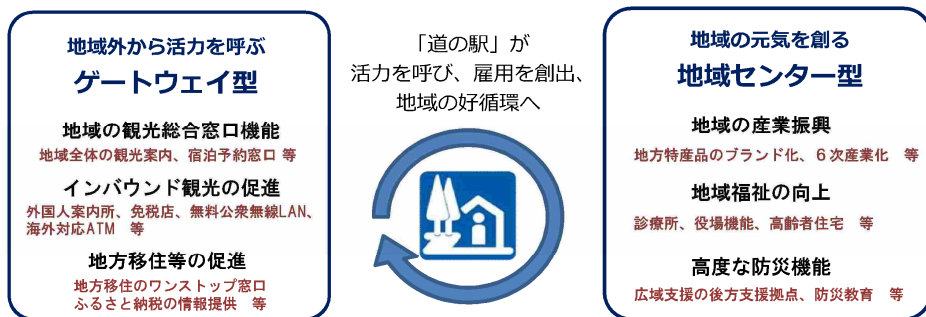 地域外から活力を呼ぶ
ゲートウェイ型
地域の観光総合窓口機能
地域全体の観光案内、宿泊予約窓口 等
インバウンド観光の促進
外国人案内所、免税店、無料公衆無線LAN、
海外対応ATM 等
地方移住等の促進
地方移住のワンストップ窓口
ふるさと納税の情報提供 等
「道の駅」が
活力を呼び、雇用を創出、
地域の好循環へ
地域の元気を創る
地域センター型
地域の産業振興
地方特産品のブランド化、６次産業化 等
地域福祉の向上
診療所、役場機能、高齢者住宅 等
高度な防災機能
広域支援の後方支援拠点、防災教育 等